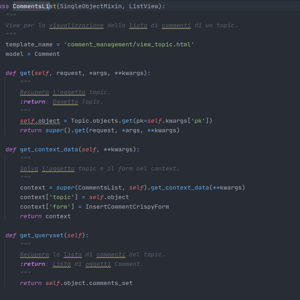 ass CommentsList(SingleObjectMixin, ListView):
"""
View per la visualizzazione della lista di commenti di un topic.
"""
template_name = 'comment_management/view_topic.html'
model = Comment
def get(self, request, *args, **kwargs):
"""
Recupera l'oggetto topic.
:return: Oggetto Topic.
"""
self.object = Topic.objects.get(pk=self.kwargs['pk'])
return super().get(request, *args, **kwargs)
def get_context_data(self, **kwargs):
"""
Salva l'oggetto topic e il form nel context.
"""
context = super(CommentsList, self).get_context_data(**kwargs)
context['topic'] = self.object
context['form'] = InsertCommentCrispyForm
return context
def get_queryset(self):
"""
Recupera la lista di commenti del topic.
:return: Lista di oggetti Comment.
"""
return self.object.comments_set